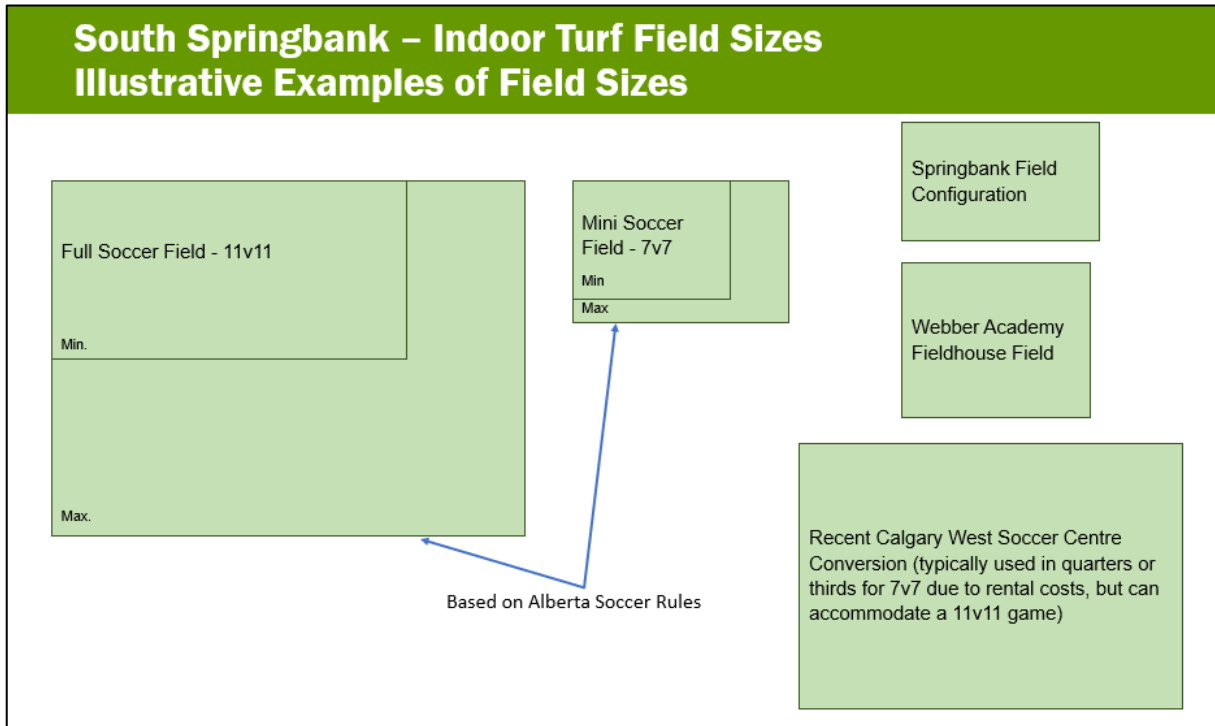 South Springbank – Indoor Turf Field Sizes
Illustrative Examples of Field Sizes
Full Soccer Field - 11v11
Min.
Max.
Mini Soccer
Field - 7v7
Min
Max
Based on Alberta Soccer Rules
Springbank Field
Configuration
Webber Academy
Fieldhouse Field
Recent Calgary West Soccer Centre
Conversion (typically used in quarters or
thirds for 7v7 due to rental costs, but can
accommodate a 11v11 game)